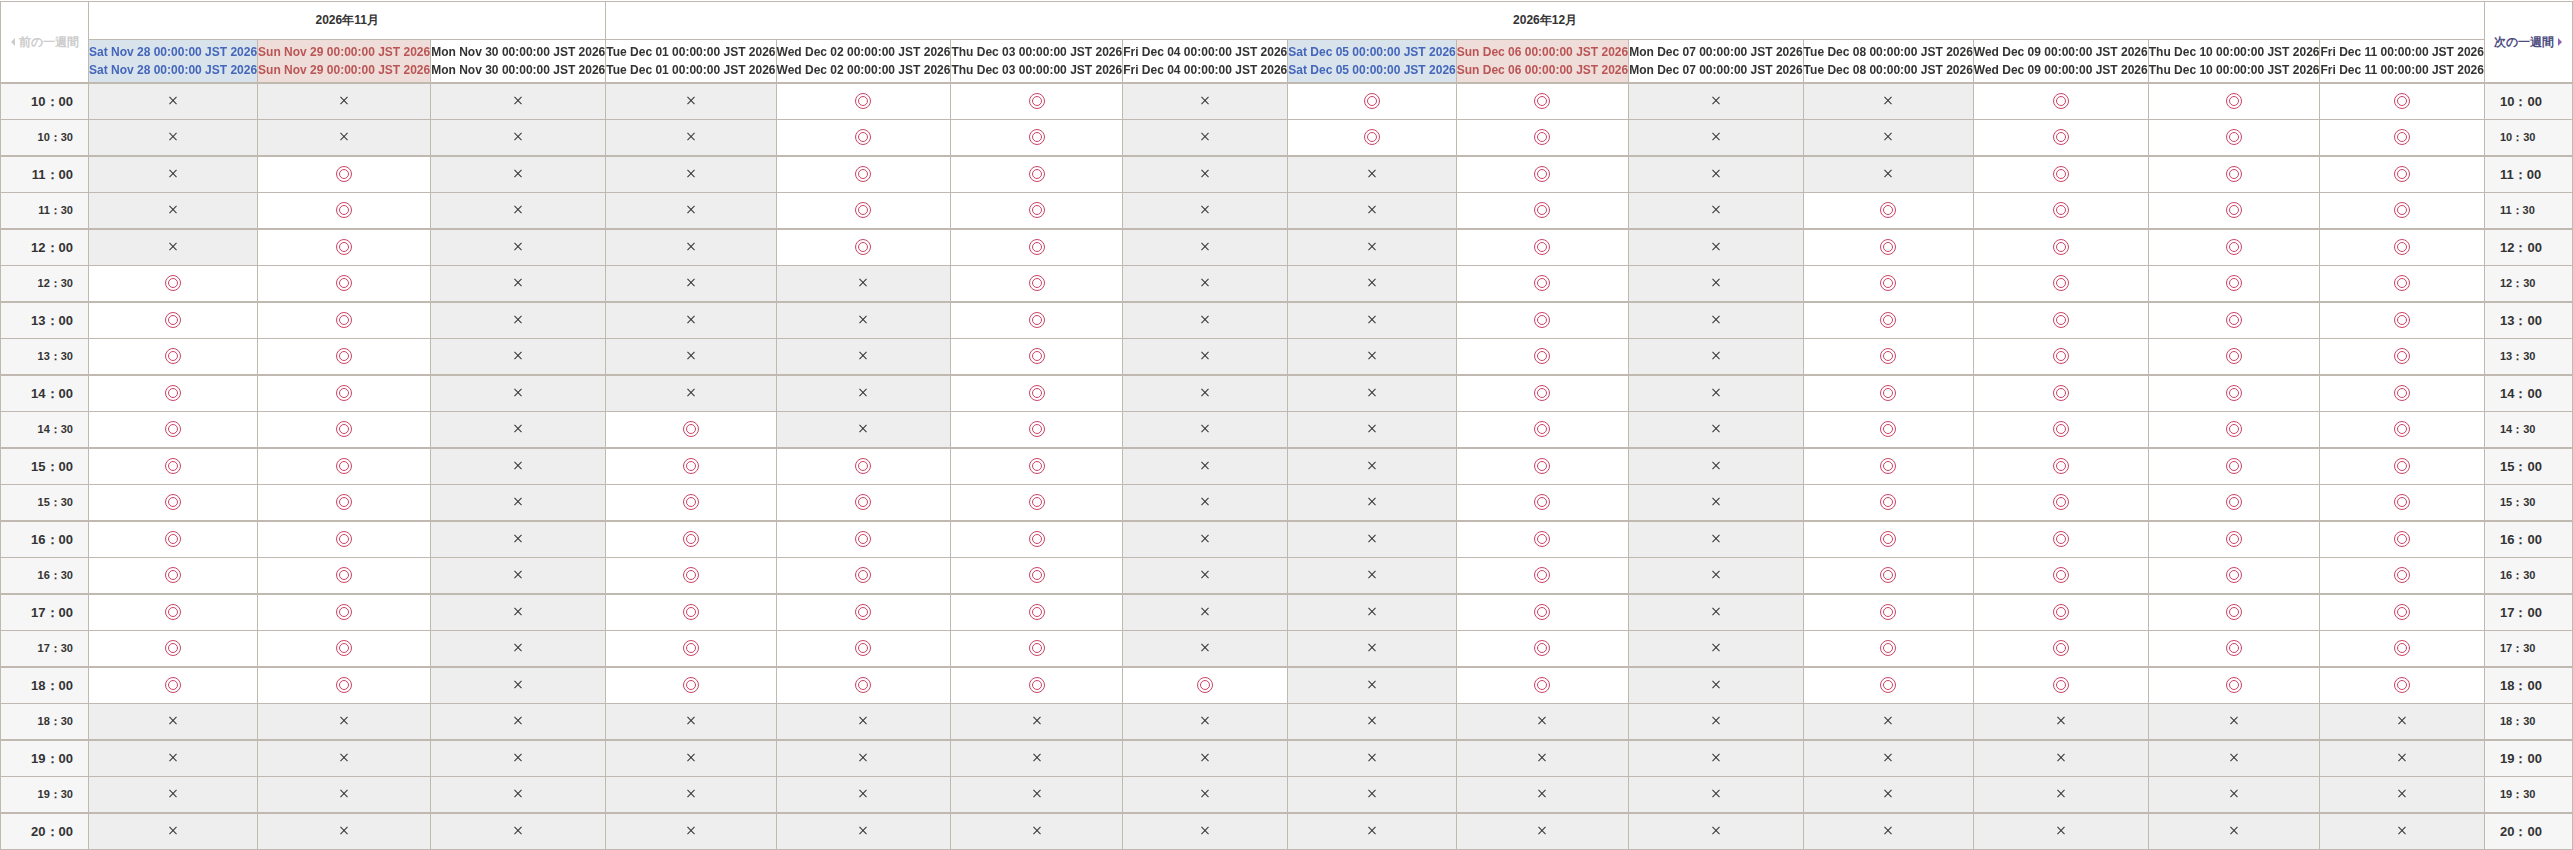 前の一週間 2026年11月 2026年12月 次の一週間
Sat Nov 28 00:00:00 JST 2026 Sun Nov 29 00:00:00 JST 2026 Mon Nov 30 00:00:00 JST 2026 Tue Dec 01 00:00:00 JST 2026 Wed Dec 02 00:00:00 JST 2026 Thu Dec 03 00:00:00 JST 2026 Fri Dec 04 00:00:00 JST 2026 Sat Dec 05 00:00:00 JST 2026 Sun Dec 06 00:00:00 JST 2026 Mon Dec 07 00:00:00 JST 2026 Tue Dec 08 00:00:00 JST 2026 Wed Dec 09 00:00:00 JST 2026 Thu Dec 10 00:00:00 JST 2026 Fri Dec 11 00:00:00 JST 2026
Sat Nov 28 00:00:00 JST 2026 Sun Nov 29 00:00:00 JST 2026 Mon Nov 30 00:00:00 JST 2026 Tue Dec 01 00:00:00 JST 2026 Wed Dec 02 00:00:00 JST 2026 Thu Dec 03 00:00:00 JST 2026 Fri Dec 04 00:00:00 JST 2026 Sat Dec 05 00:00:00 JST 2026 Sun Dec 06 00:00:00 JST 2026 Mon Dec 07 00:00:00 JST 2026 Tue Dec 08 00:00:00 JST 2026 Wed Dec 09 00:00:00 JST 2026 Thu Dec 10 00:00:00 JST 2026 Fri Dec 11 00:00:00 JST 2026
10：00 × × × × ◎ ◎ × ◎ ◎ × × ◎ ◎ ◎ 10：00
10：30 × × × × ◎ ◎ × ◎ ◎ × × ◎ ◎ ◎ 10：30
11：00 × ◎ × × ◎ ◎ × × ◎ × × ◎ ◎ ◎ 11：00
11：30 × ◎ × × ◎ ◎ × × ◎ × ◎ ◎ ◎ ◎ 11：30
12：00 × ◎ × × ◎ ◎ × × ◎ × ◎ ◎ ◎ ◎ 12：00
12：30 ◎ ◎ × × × ◎ × × ◎ × ◎ ◎ ◎ ◎ 12：30
13：00 ◎ ◎ × × × ◎ × × ◎ × ◎ ◎ ◎ ◎ 13：00
13：30 ◎ ◎ × × × ◎ × × ◎ × ◎ ◎ ◎ ◎ 13：30
14：00 ◎ ◎ × × × ◎ × × ◎ × ◎ ◎ ◎ ◎ 14：00
14：30 ◎ ◎ × ◎ × ◎ × × ◎ × ◎ ◎ ◎ ◎ 14：30
15：00 ◎ ◎ × ◎ ◎ ◎ × × ◎ × ◎ ◎ ◎ ◎ 15：00
15：30 ◎ ◎ × ◎ ◎ ◎ × × ◎ × ◎ ◎ ◎ ◎ 15：30
16：00 ◎ ◎ × ◎ ◎ ◎ × × ◎ × ◎ ◎ ◎ ◎ 16：00
16：30 ◎ ◎ × ◎ ◎ ◎ × × ◎ × ◎ ◎ ◎ ◎ 16：30
17：00 ◎ ◎ × ◎ ◎ ◎ × × ◎ × ◎ ◎ ◎ ◎ 17：00
17：30 ◎ ◎ × ◎ ◎ ◎ × × ◎ × ◎ ◎ ◎ ◎ 17：30
18：00 ◎ ◎ × ◎ ◎ ◎ ◎ × ◎ × ◎ ◎ ◎ ◎ 18：00
18：30 × × × × × × × × × × × × × × 18：30
19：00 × × × × × × × × × × × × × × 19：00
19：30 × × × × × × × × × × × × × × 19：30
20：00 × × × × × × × × × × × × × × 20：00